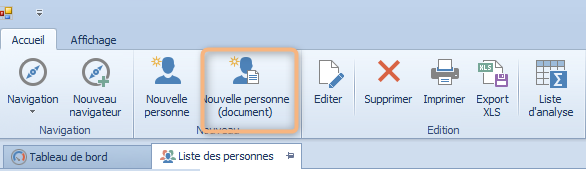 Accueil Affichage
Navigation
Nouveau
navigateur
Nouvelle
personne
Nouvelle personne
(document)
Editer
Supprimer
Imprimer
XLS
Export
XLS
Liste
d'analyse
Navigation
Nouveau
Edition
Tableau de bord
Liste des personnes